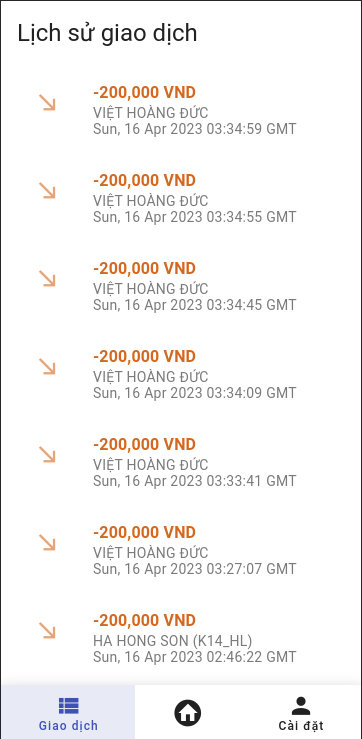 Lịch sử giao dịch
-200,000 VND
VIỆT HOÀNG ĐỨC
Sun, 16 Apr 2023 03:34:59 GMT
-200,000 VND
VIỆT HOÀNG ĐỨC
Sun, 16 Apr 2023 03:34:55 GMT
-200,000 VND
VIỆT HOÀNG ĐỨC
Sun, 16 Apr 2023 03:34:45 GMT
-200,000 VND
VIỆT HOÀNG ĐỨC
Sun, 16 Apr 2023 03:34:09 GMT
-200,000 VND
VIỆT HOÀNG ĐỨC
Sun, 16 Apr 2023 03:33:41 GMT
-200,000 VND
VIỆT HOÀNG ĐỨC
Sun, 16 Apr 2023 03:27:07 GMT
-200,000 VND
HA HONG SON (K14_HL)
Sun, 16 Apr 2023 02:46:22 GMT
Giao dịch
Cài đặt